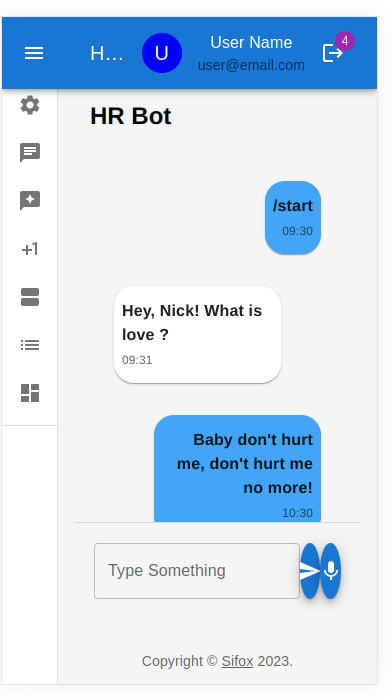 H...
U
User Name
user@email.com
4
HR Bot
/start
09:30
Hey, Nick! What is
love ?
09:31
+1
Baby don't hurt
me, don't hurt me
no more!
10:30
Type Something
Copyright © Sifox 2023.